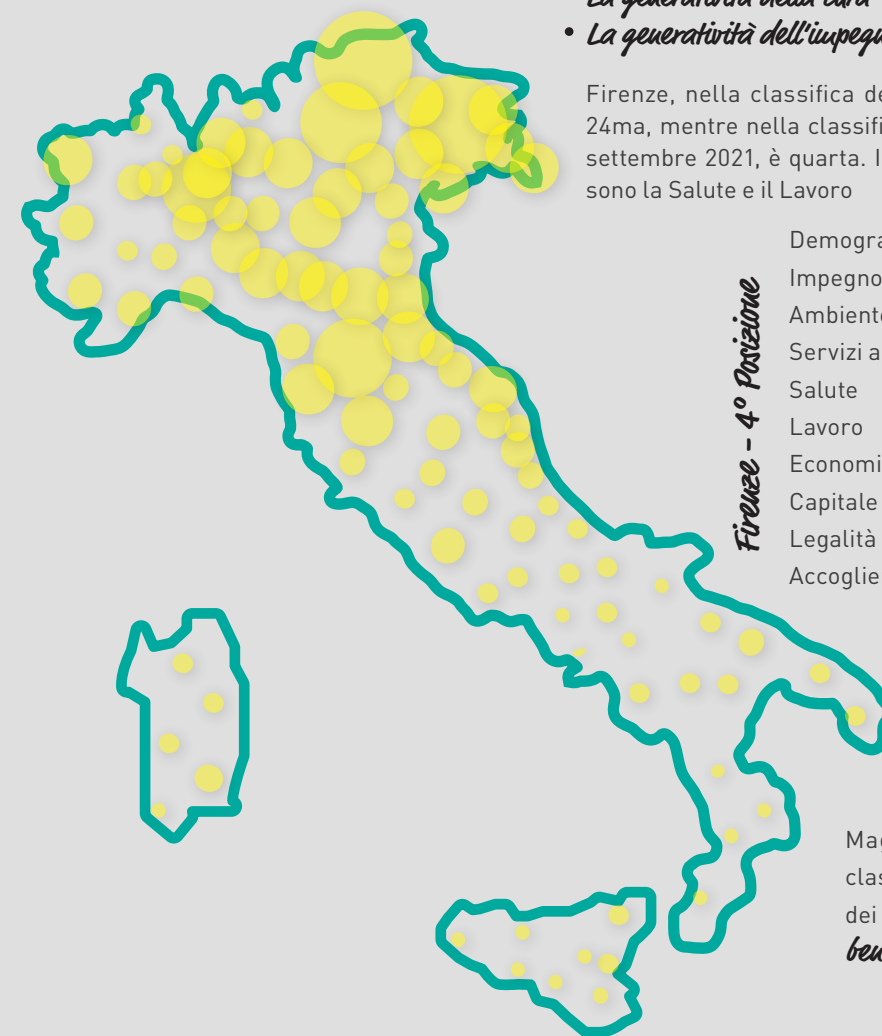 • La generatività dell'impegn
Firenze, nella classifica de
24ma, mentre nella classifi
settembre 2021, è quarta. I
sono la Salute e il Lavoro
Firenze - 4° Posizione
Demogra
Impegno
Ambiente
Servizi a
Salute
Lavoro
Economi
Capitale
Legalità
Accoglie
Mag
clas
dei
ben